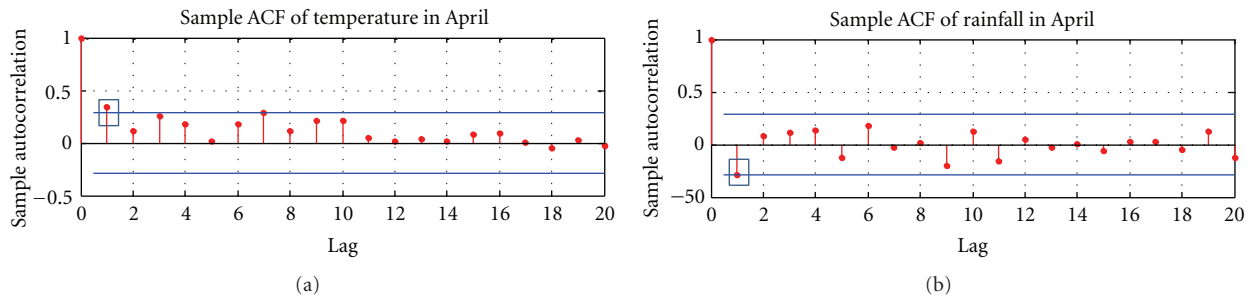 Sample ACF of temperature in April
Sample autocorrelation
1
0.5
0
−0.5
0 2 4 6 8 10 12 14 16 18 20
Lag
(a)
Sample ACF of rainfall in April
Sample autocorrelation
1
0.5
0
−50
0 2 4 6 8 10 12 14 16 18 20
Lag
(b)